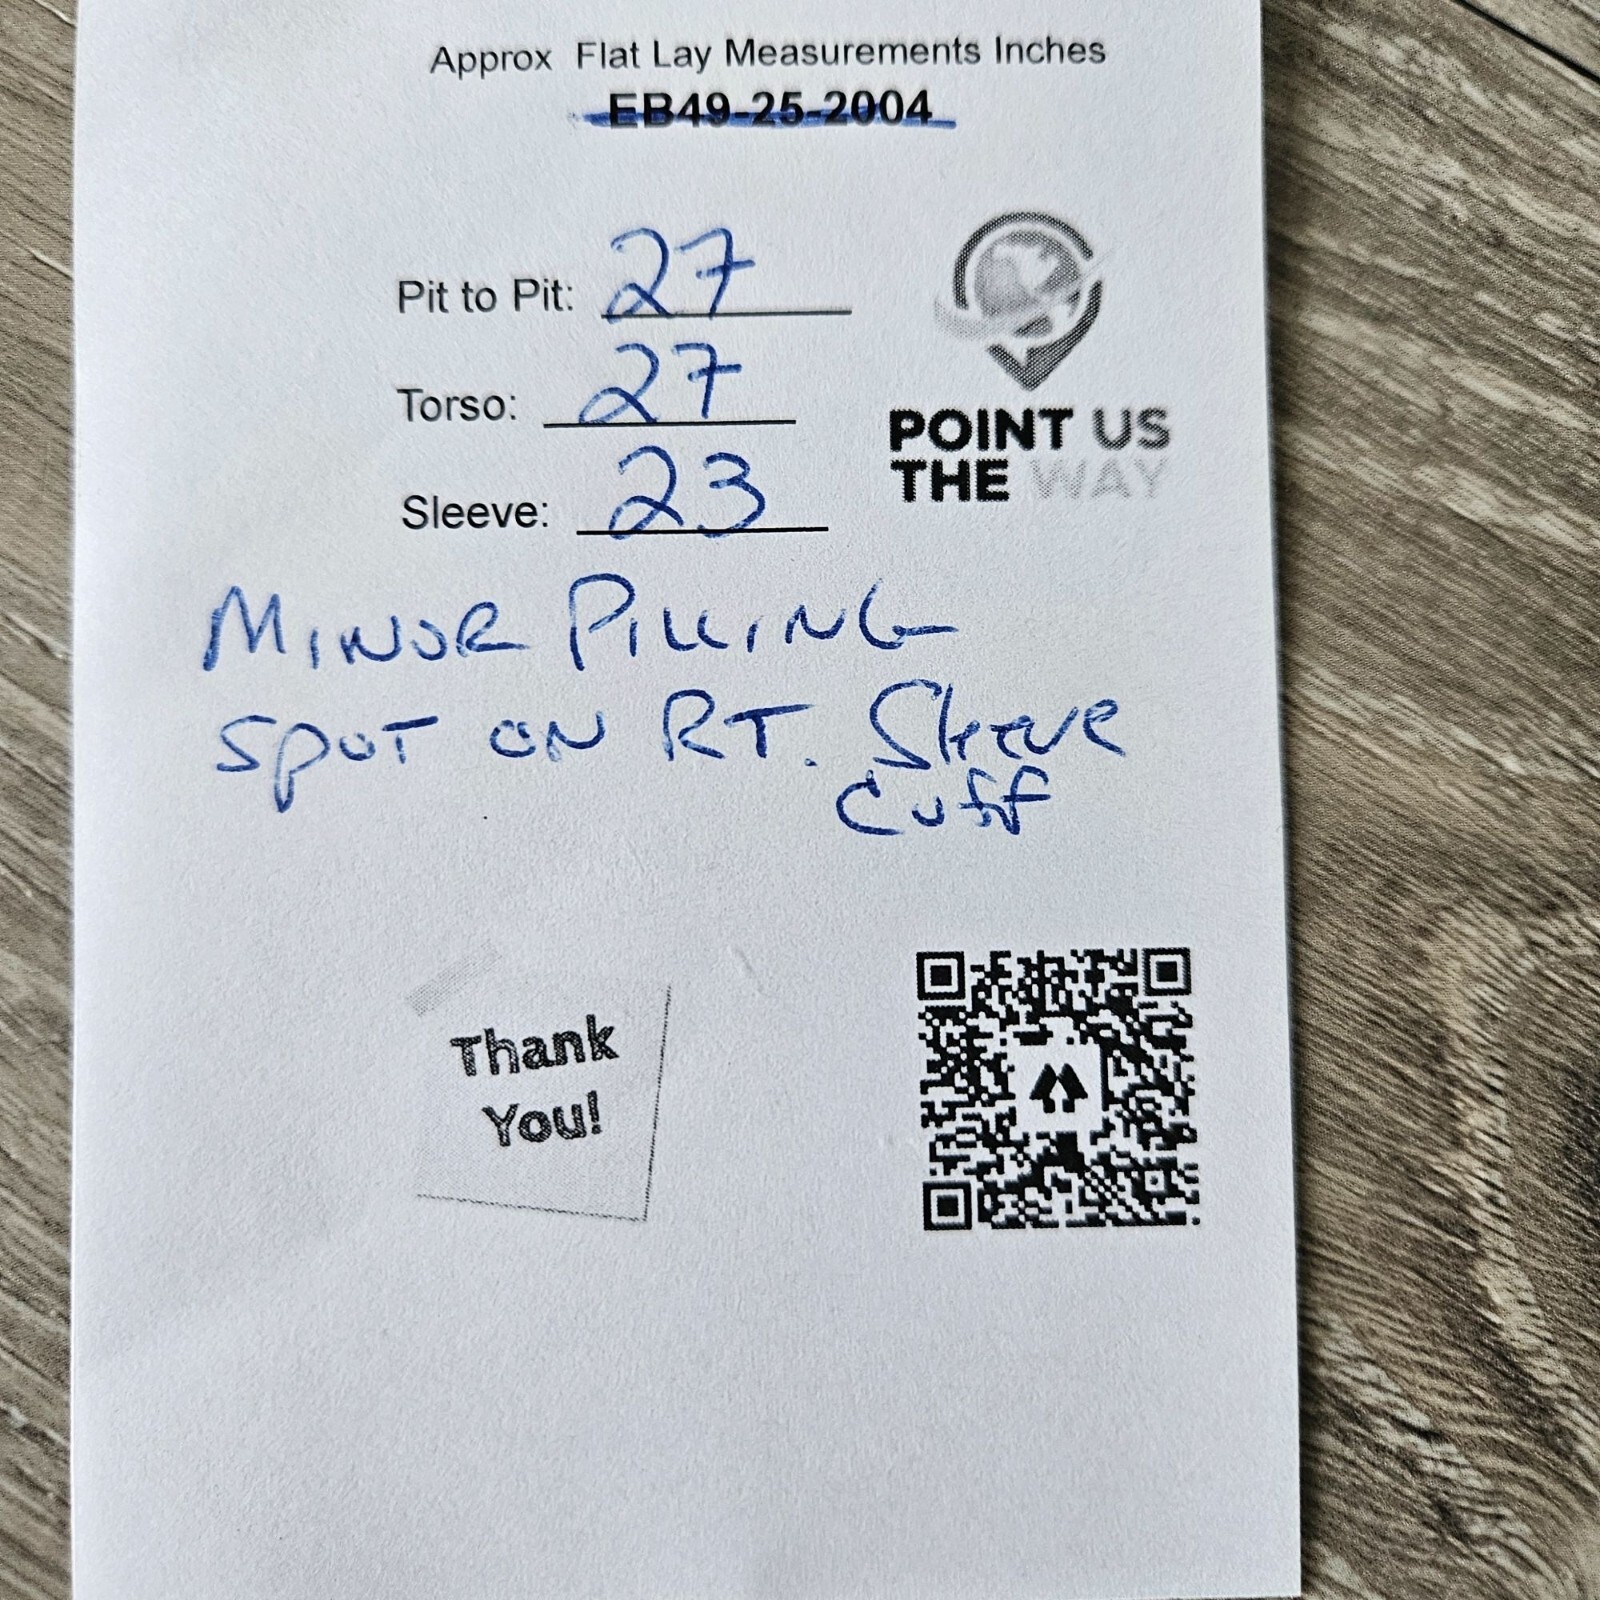 Approx Flat Lay Measurements Inches
EB49-25-2004
Pit to Pit: 27
Torso: 27
Sleeve: 23
POINT US
THE WAY
MINOR PILLING
SPOT ON RT. Sleeve
Cuff
Thank
You!